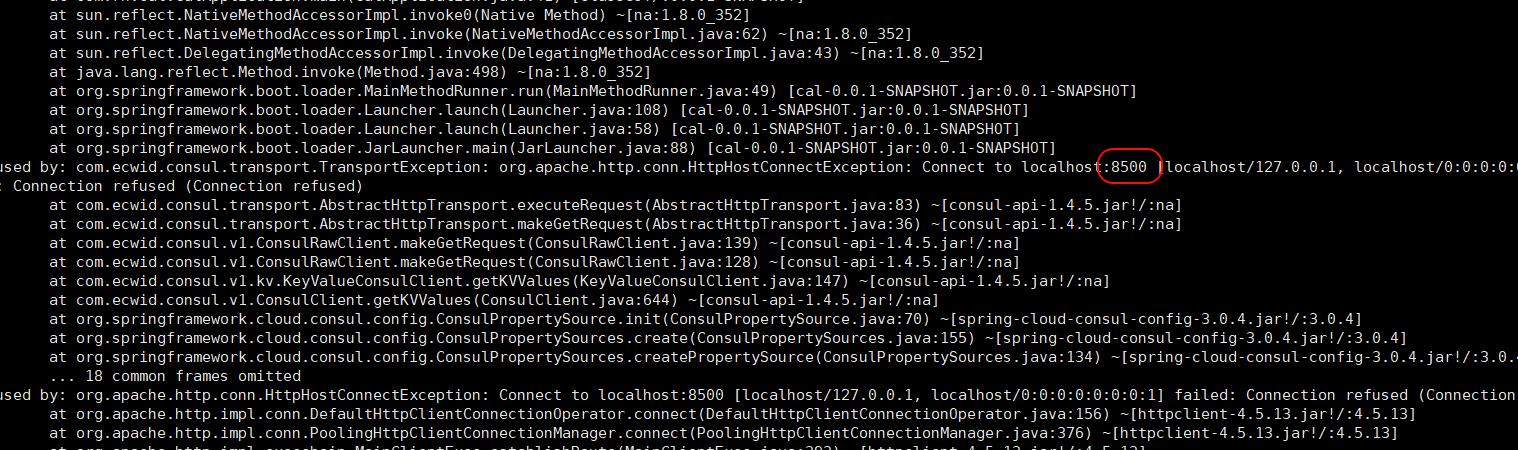 at sun.reflect.NativeMethodAccessorImpl.invoke0(Native Method) ~[na:1.8.0_352]
at sun.reflect.NativeMethodAccessorImpl.invoke(NativeMethodAccessorImpl.java:62) ~[na:1.8.0_352]
at sun.reflect.DelegatingMethodAccessorImpl.invoke(DelegatingMethodAccessorImpl.java:43) ~[na:1.8.0_352]
at java.lang.reflect.Method.invoke(Method.java:498) ~[na:1.8.0_352]
at org.springframework.boot.loader.MainMethodRunner.run(MainMethodRunner.java:49) [cal-0.0.1-SNAPSHOT.jar:0.0.1-SNAPSHOT]
at org.springframework.boot.loader.Launcher.launch(Launcher.java:108) [cal-0.0.1-SNAPSHOT.jar:0.0.1-SNAPSHOT]
at org.springframework.boot.loader.Launcher.launch(Launcher.java:58) [cal-0.0.1-SNAPSHOT.jar:0.0.1-SNAPSHOT]
at org.springframework.boot.loader.JarLauncher.main(JarLauncher.java:88) [cal-0.0.1-SNAPSHOT.jar:0.0.1-SNAPSHOT]
used by: com.ecwid.consul.transport.TransportException: org.apache.http.conn.HttpHostConnectException: Connect to localhost:8500 [localhost/127.0.0.1, localhost/0:0:0:0:0
: Connection refused (Connection refused)
at com.ecwid.consul.transport.AbstractHttpTransport.executeRequest(AbstractHttpTransport.java:83) ~[consul-api-1.4.5.jar!/:na]
at com.ecwid.consul.transport.AbstractHttpTransport.makeGetRequest(AbstractHttpTransport.java:36) ~[consul-api-1.4.5.jar!/:na]
at com.ecwid.consul.v1.ConsulRawClient.makeGetRequest(ConsulRawClient.java:139) ~[consul-api-1.4.5.jar!/:na]
at com.ecwid.consul.v1.ConsulRawClient.makeGetRequest(ConsulRawClient.java:128) ~[consul-api-1.4.5.jar!/:na]
at com.ecwid.consul.v1.kv.KeyValueConsulClient.getKVValues(KeyValueConsulClient.java:147) ~[consul-api-1.4.5.jar!/:na]
at com.ecwid.consul.v1.ConsulClient.getKVValues(ConsulClient.java:644) ~[consul-api-1.4.5.jar!/:na]
at org.springframework.cloud.consul.config.ConsulPropertySource.init(ConsulPropertySource.java:70) ~[spring-cloud-consul-config-3.0.4.jar!/:3.0.4]
at org.springframework.cloud.consul.config.ConsulPropertySources.create(ConsulPropertySources.java:155) ~[spring-cloud-consul-config-3.0.4.jar!/:3.0.4]
at org.springframework.cloud.consul.config.ConsulPropertySources.createPropertySource(ConsulPropertySources.java:134) ~[spring-cloud-consul-config-3.0.4.jar!/:3.0.4
... 18 common frames omitted
used by: org.apache.http.conn.HttpHostConnectException: Connect to localhost:8500 [localhost/127.0.0.1, localhost/0:0:0:0:0:0:0:1] failed: Connection refused (Connection
at org.apache.http.impl.conn.DefaultHttpClientConnectionOperator.connect(DefaultHttpClientConnectionOperator.java:156) ~[httpclient-4.5.13.jar!/:4.5.13]
at org.apache.http.impl.conn.PoolingHttpClientConnectionManager.connect(PoolingHttpClientConnectionManager.java:376) ~[httpclient-4.5.13.jar!/:4.5.13]